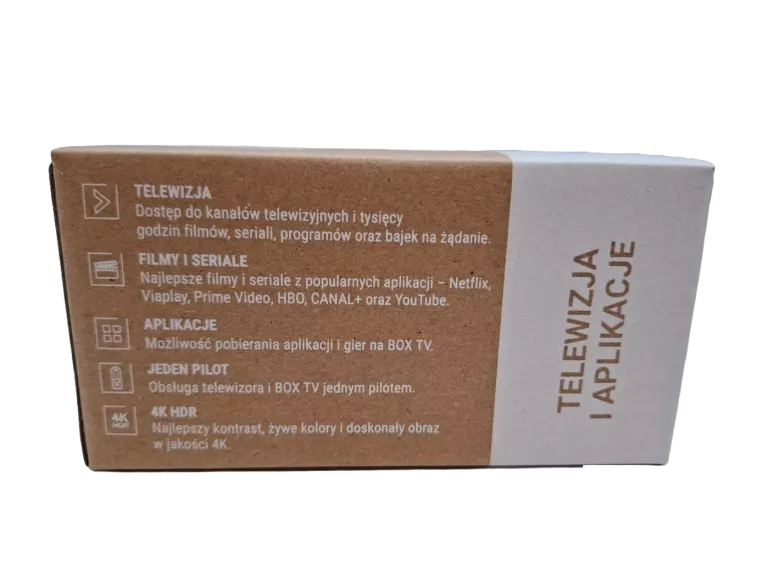 TELEWIZJA
Dostęp do kanałów telewizyjnych i tysięcy
godzin filmów, seriali, programów oraz bajek na żądanie.
FILMY I SERIALE
Najlepsze filmy i seriale z popularnych aplikacji – Netflix,
Viaplay, Prime Video, HBO, CANAL+ oraz YouTube.
APLIKACJE
Możliwość pobierania aplikacji i gier na BOX TV.
JEDEN PILOT
Obsługa telewizora i BOX TV jednym pilotem.
4K
HDR
4K HDR
Najlepszy kontrast, żywe kolory i doskonały obraz
w jakości 4K.
TELEWIZJA
I APLIKACJE